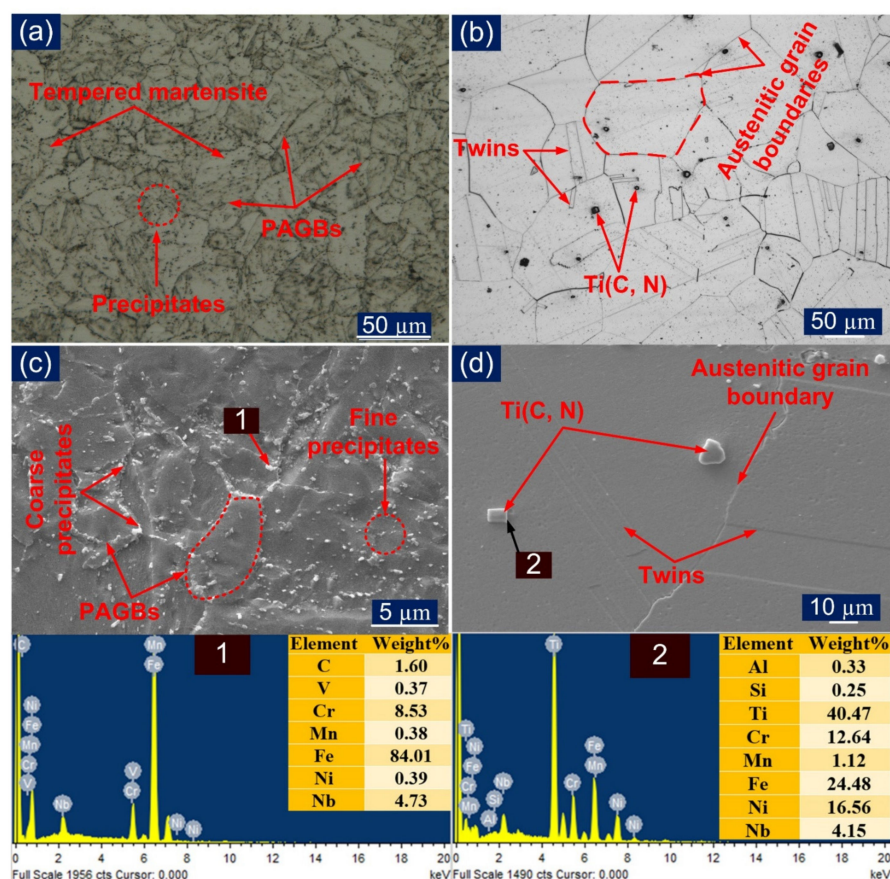 (a)
Tempered martensite
PAGBs
Precipitates
50 µm
(b)
Austenitic grain
boundaries
Twins
Ti(C, N)
50 µm
(c)
1
Fine
precipitates
Coarse
precipitates
PAGBs
5 µm
(d)
Austenitic grain
boundary
Ti(C, N)
2
Twins
10 µm
1
C
Ni
Fe
Mn
Cr
V
Nb
V
Cr
Mn
Fe
Ni
Ni
Element Weight%
C 1.60
V 0.37
Cr 8.53
Mn 0.38
Fe 84.01
Ni 0.39
Nb 4.73
0 2 4 6 8 10 12 14 16 18 20
Full Scale 1956 cts Cursor: 0.000 keV
2
Ti
Ti
Ni
Fe
Cr
Mn
Nb
Si
Al
Cr
Fe
Mn
Ni
Ni
Element Weight%
Al 0.33
Si 0.25
Ti 40.47
Cr 12.64
Mn 1.12
Fe 24.48
Ni 16.56
Nb 4.15
0 2 4 6 8 10 12 14 16 18 20
Full Scale 1490 cts Cursor: 0.000 keV